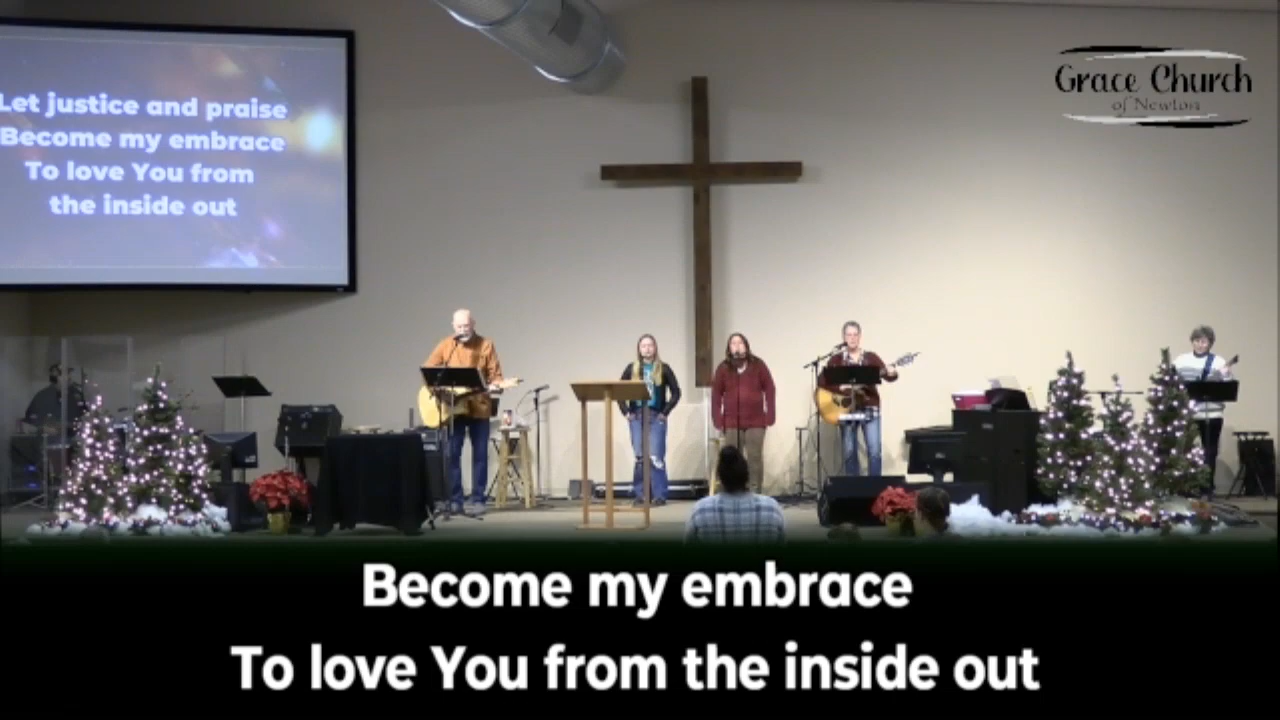 Let justice and praise
Become my embrace
To love You from
the inside out
Grace Church
of Newton
Become my embrace
To love You from the inside out